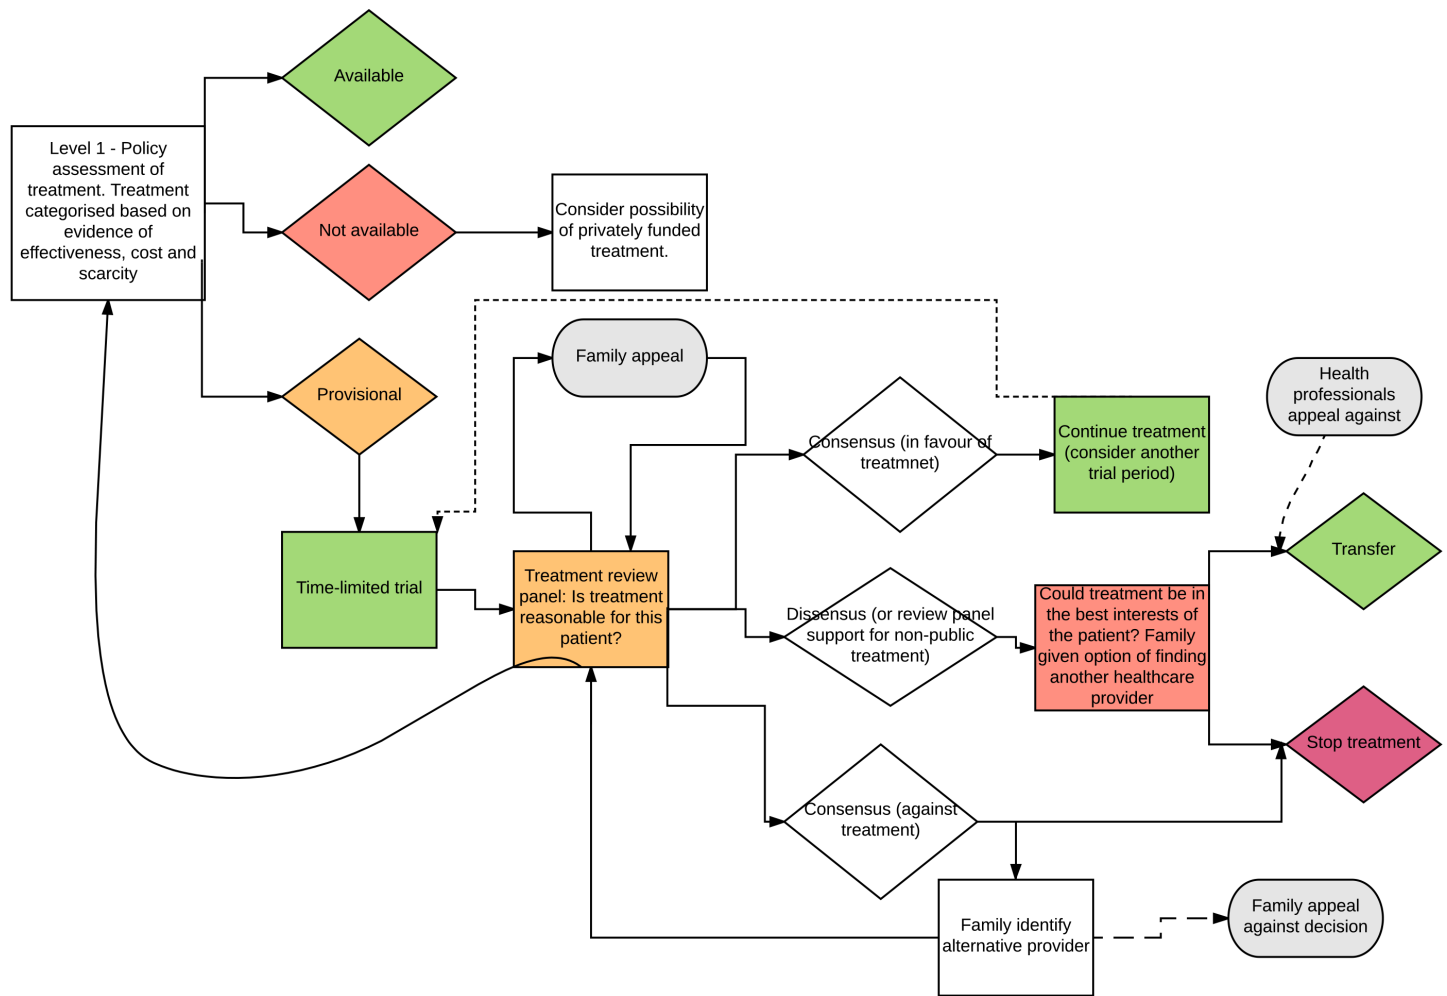 Available
Level 1 - Policy
assessment of
treatment. Treatment
categorised based on
evidence of
effectiveness, cost and
scarcity
Not available
Consider possibility
of privately funded
treatment.
Provisional
Family appeal
Health
professionals
appeal against
Consensus (in favour of
treatmnet)
Continue treatment
(consider another
trial period)
Time-limited trial
Treatment review
panel: Is treatment
reasonable for this
patient?
Transfer
Dissensus (or review panel
support for non-public
treatment)
Could treatment be in
the best interests of
the patient? Family
given option of finding
another healthcare
provider
Stop treatment
Consensus (against
treatment)
Family identify
alternative provider
Family appeal
against decision